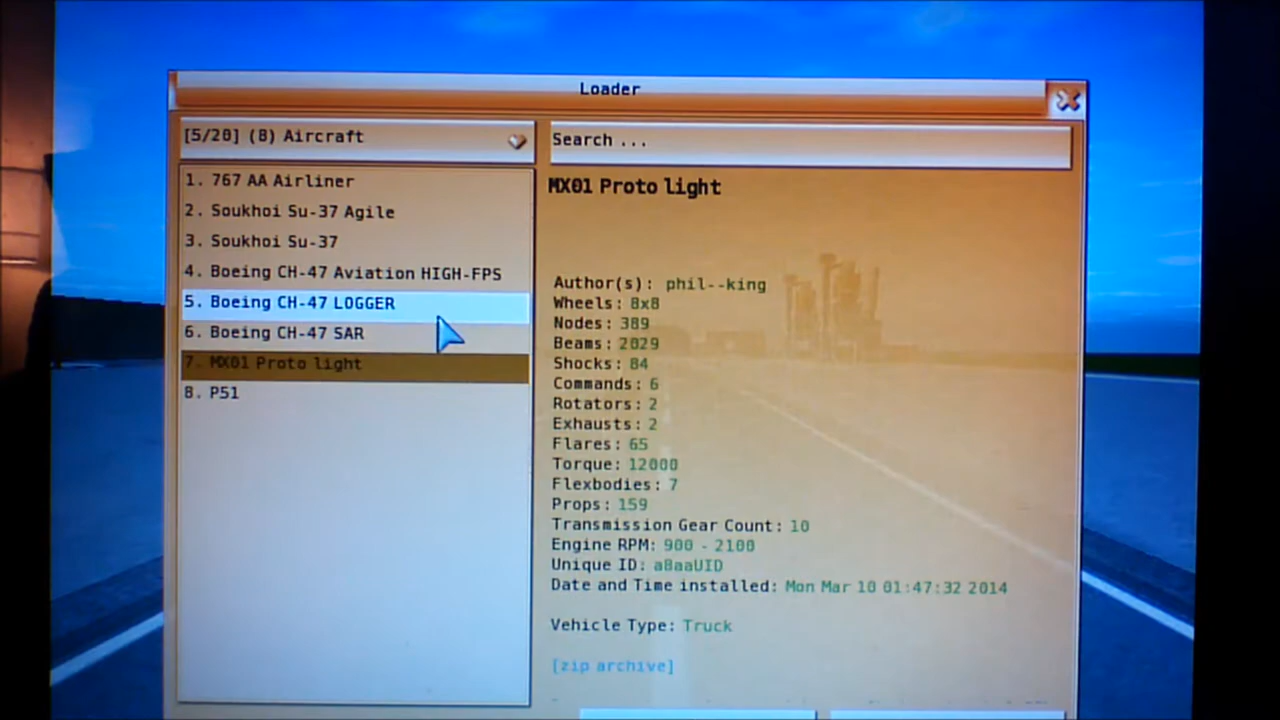 Loader
[5/20] (8) Aircraft
Search ...
1. 767 AA Airliner
2. Soukhoi Su-37 Agile
3. Soukhoi Su-37
4. Boeing CH-47 Aviation HIGH-FPS
5. Boeing CH-47 LOGGER
6. Boeing CH-47 SAR
7. MX01 Proto light
8. P51
MX01 Proto light
Author(s): phil--king
Wheels: 8x8
Nodes: 389
Beams: 2029
Shocks: 84
Commands: 6
Rotators: 2
Exhausts: 2
Flares: 65
Torque: 12000
Flexbodies: 7
Props: 159
Transmission Gear Count: 10
Engine RPM: 900 - 2100
Unique ID: a8aaUID
Date and Time installed: Mon Mar 10 01:47:32 2014
Vehicle Type: Truck
[zip archive]